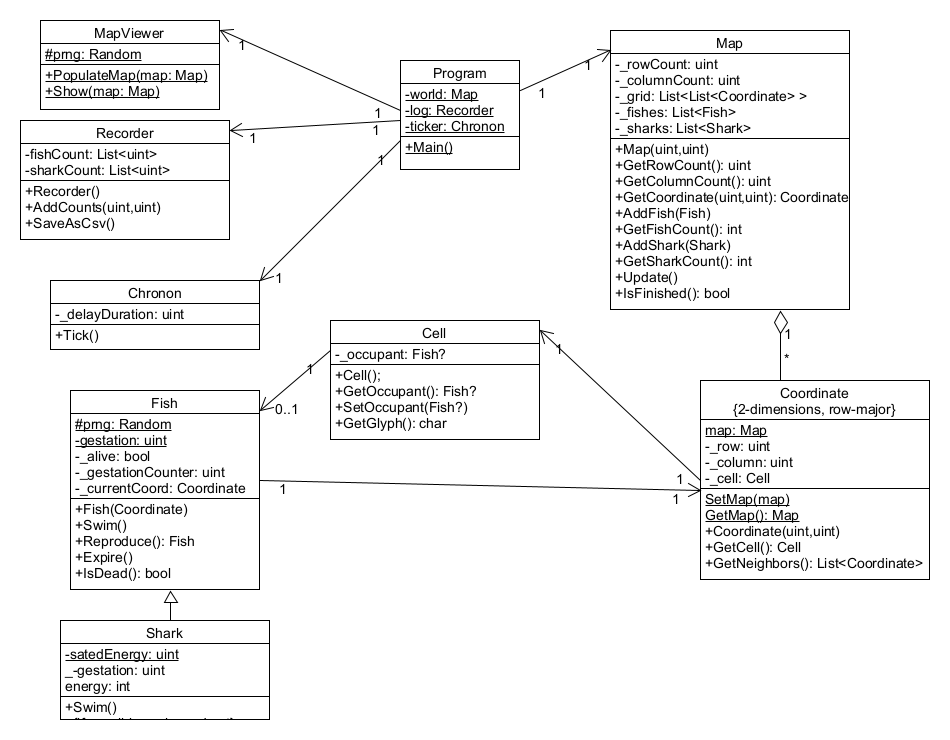 MapViewer
#prng: Random
+PopulateMap(map: Map)
+Show(map: Map)
1
1
Program
-world: Map
-log: Recorder
-ticker: Chronon
+Main()
1
1
Map
-_rowCount: uint
-_columnCount: uint
-_grid: List<List<Coordinate> >
-_fishes: List<Fish>
-_sharks: List<Shark>
+Map(uint,uint)
+GetRowCount(): uint
+GetColumnCount(): uint
+GetCoordinate(uint,uint): Coordinate
+AddFish(Fish)
+GetFishCount(): int
+AddShark(Shark)
+GetSharkCount(): int
+Update()
+IsFinished(): bool
Recorder
-fishCount: List<uint>
-sharkCount: List<uint>
+Recorder()
+AddCounts(uint,uint)
+SaveAsCsv()
1
1
1
1
Chronon
-_delayDuration: uint
+Tick()
Cell
-_occupant: Fish?
+Cell();
+GetOccupant(): Fish?
+SetOccupant(Fish?)
+GetGlyph(): char
1
0..1
1
1
1
*
Coordinate
{2-dimensions, row-major}
map: Map
-_row: uint
-_column: uint
-_cell: Cell
SetMap(map)
GetMap(): Map
+Coordinate(uint,uint)
+GetCell(): Cell
+GetNeighbors(): List<Coordinate>
Fish
#prng: Random
-gestation: uint
-_alive: bool
-_gestationCounter: uint
-_currentCoord: Coordinate
+Fish(Coordinate)
+Swim()
+Reproduce(): Fish
+Expire()
+IsDead(): bool
1
1
Shark
-satedEnergy: uint
_-gestation: uint
energy: int
+Swim()